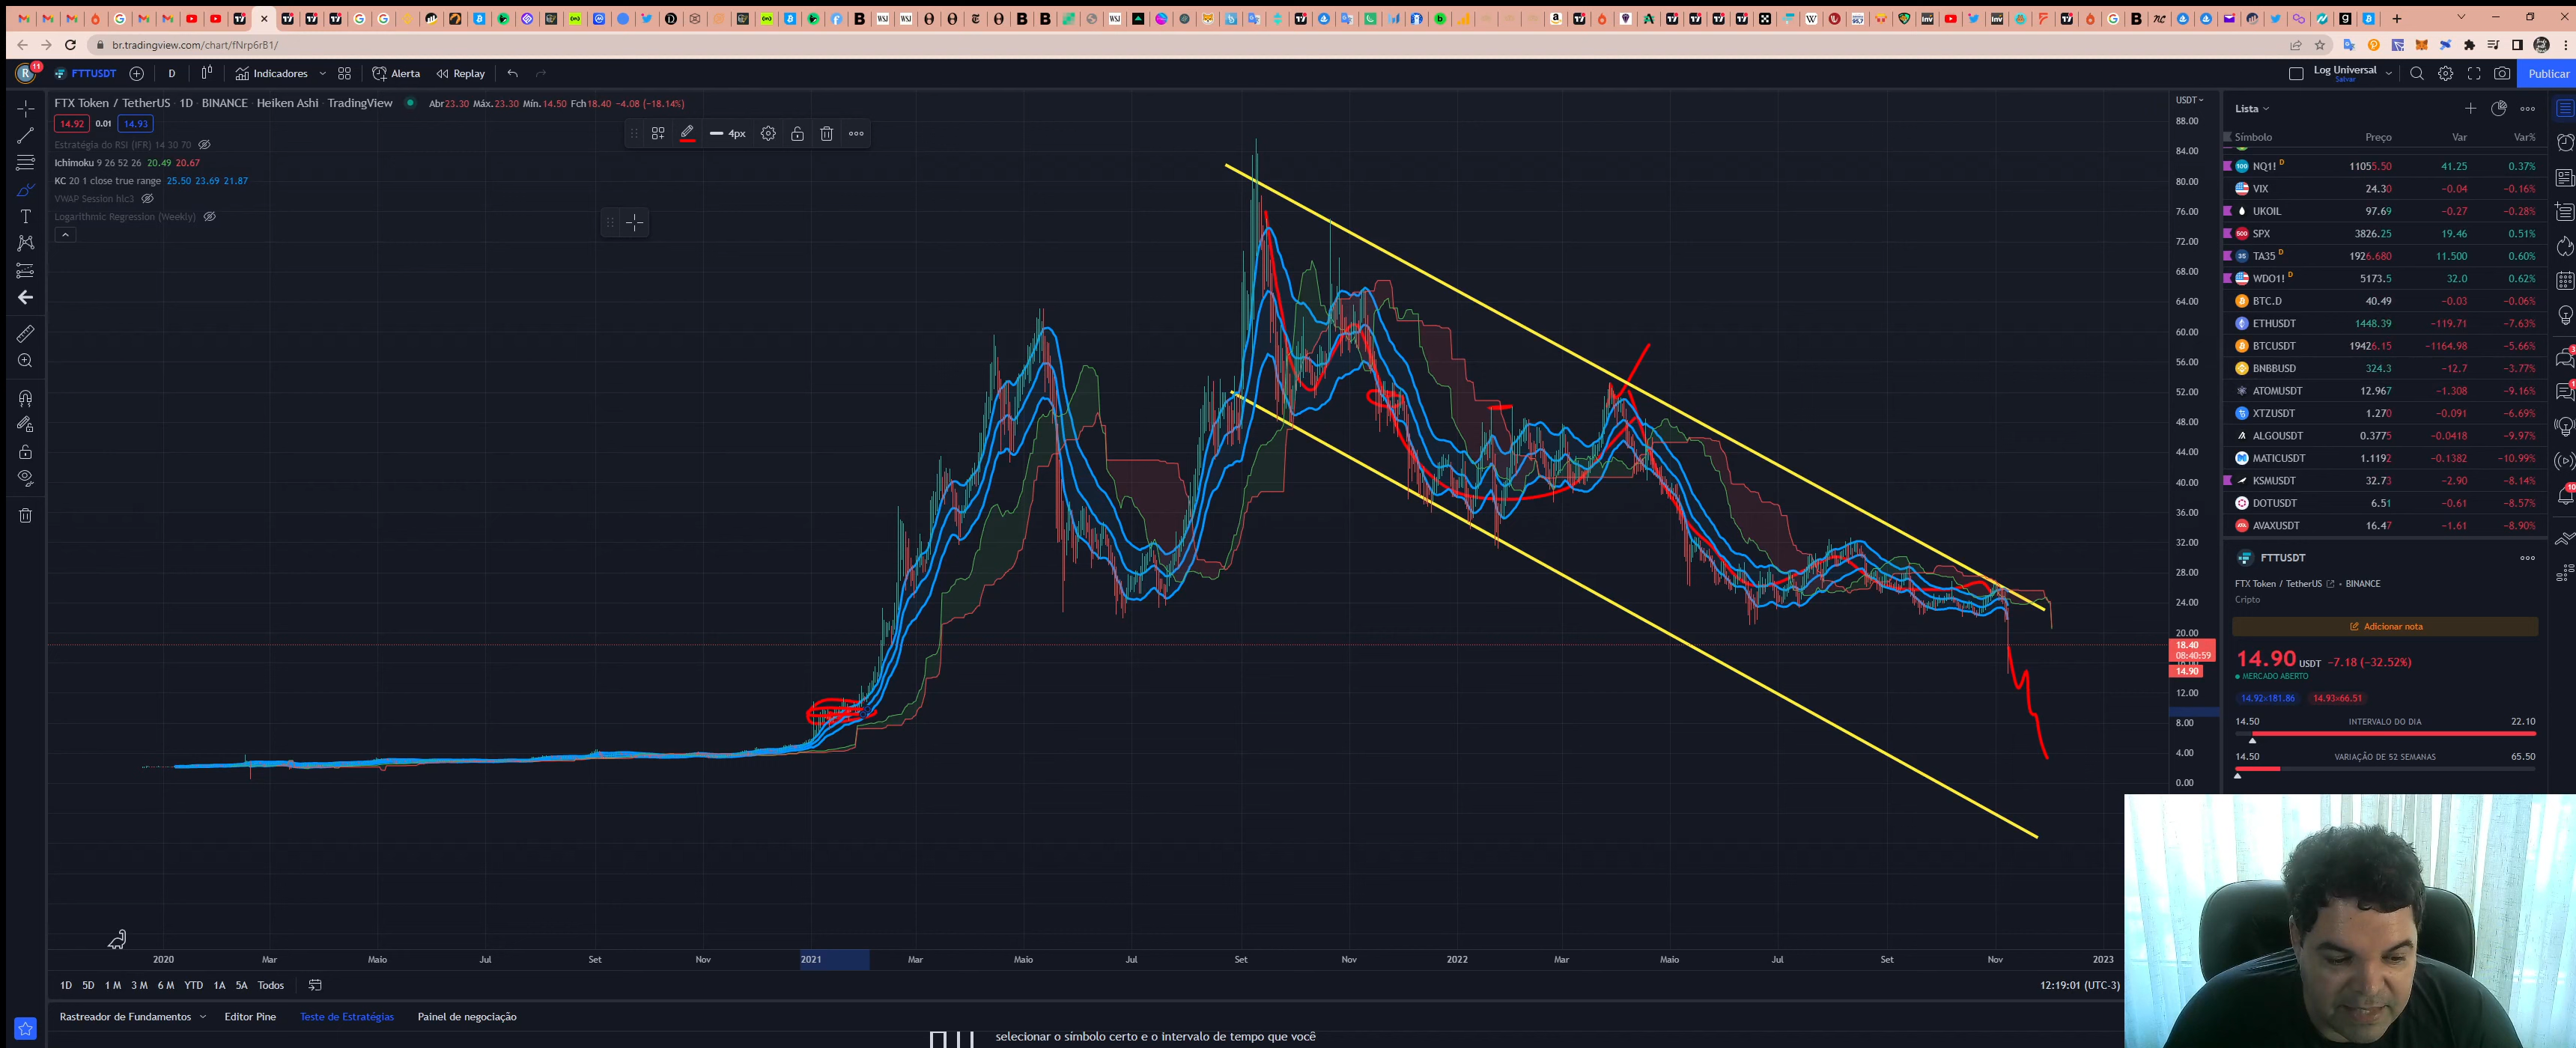 br.tradingview.com/chart/fNrp6rB1/
11
FTTUSDT
D
Indicadores
Alerta
Replay
Log Universal
Salvar
Publicar
FTX Token / TetherUS · 1D · BINANCE · Heiken Ashi · TradingView
Abr23.30 Máx.23.30 Mín.14.50 Fch18.40 −4.08 (−18.14%)
14.92 0.01 14.93
4px
Estratégia do RSI (IFR) 14 30 70
Ichimoku 9 26 52 26 20.49 20.67
KC 20 1 close true range 25.50 23.69 21.87
VWAP Session hlc3
Logarithmic Regression (Weekly)
USDT
88.00
84.00
80.00
76.00
72.00
68.00
64.00
60.00
56.00
52.00
48.00
44.00
40.00
36.00
32.00
28.00
24.00
20.00
18.40
08:40:59
14.90
12.00
8.00
4.00
0.00
2020 Mar Maio Jul Set Nov 2021 Mar Maio Jul Set Nov 2022 Mar Maio Jul Set Nov 2023
1D 5D 1 M 3 M 6 M YTD 1A 5A Todos
12:19:01 (UTC-3)
Rastreador de Fundamentos Editor Pine Teste de Estratégias Painel de negociação
selecionar o símbolo certo e o intervalo de tempo que você
Lista
Símbolo Preço Var Var%
NQ1! D 11055.50 41.25 0.37%
VIX 24.30 −0.04 −0.16%
UKOIL 97.69 −0.27 −0.28%
SPX 3826.25 19.46 0.51%
TA35 D 1926.680 11.500 0.60%
WDO1! D 5173.5 32.0 0.62%
BTC.D 40.49 −0.03 −0.06%
ETHUSDT 1448.39 −119.71 −7.63%
BTCUSDT 19426.15 −1164.98 −5.66%
BNBBUSD 324.3 −12.7 −3.77%
ATOMUSDT 12.967 −1.308 −9.16%
XTZUSDT 1.270 −0.091 −6.69%
ALGOUSDT 0.3775 −0.0418 −9.97%
MATICUSDT 1.1192 −0.1382 −10.99%
KSMUSDT 32.73 −2.90 −8.14%
DOTUSDT 6.51 −0.61 −8.57%
AVAXUSDT 16.47 −1.61 −8.90%
FTTUSDT
FTX Token / TetherUS • BINANCE
Cripto
Adicionar nota
14.90 USDT −7.18 (−32.52%)
MERCADO ABERTO
14.92×181.86 14.93×66.51
14.50 INTERVALO DO DIA 22.10
14.50 VARIAÇÃO DE 52 SEMANAS 65.50